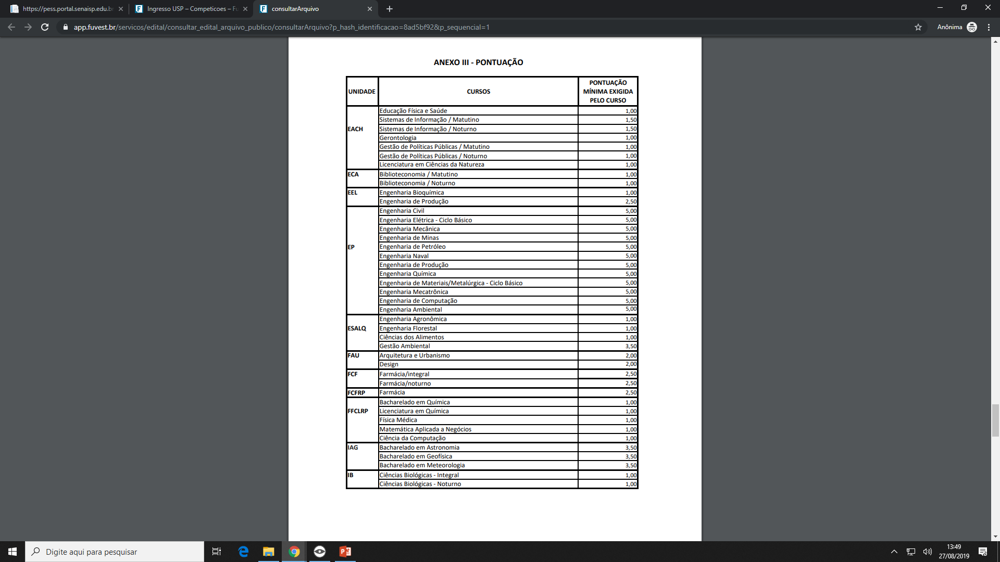 https://pess.portal.senaisp.edu.b
Ingresso USP – Competicoes – Fu
consultarArquivo
app.fuvest.br/servicos/edital/consultar_edital_arquivo_publico/consultarArquivo?p_hash_identificacao=8ad5bf92&p_sequencial=1
Anônima
ANEXO III - PONTUAÇÃO
UNIDADE CURSOS PONTUAÇÃO MÍNIMA EXIGIDA PELO CURSO
Educação Física e Saúde 1,00
Sistemas de Informação / Matutino 1,50
EACH Sistemas de Informação / Noturno 1,50
Gerontologia 1,00
Gestão de Políticas Públicas / Matutino 1,00
Gestão de Políticas Públicas / Noturno 1,00
Licenciatura em Ciências da Natureza 1,00
ECA Biblioteconomia / Matutino 1,00
Biblioteconomia / Noturno 1,00
EEL Engenharia Bioquímica 1,00
Engenharia de Produção 2,50
Engenharia Civil 5,00
Engenharia Elétrica - Ciclo Básico 5,00
Engenharia Mecânica 5,00
Engenharia de Minas 5,00
EP Engenharia de Petróleo 5,00
Engenharia Naval 5,00
Engenharia de Produção 5,00
Engenharia Química 5,00
Engenharia de Materiais/Metalúrgica - Ciclo Básico 5,00
Engenharia Mecatrônica 5,00
Engenharia de Computação 5,00
Engenharia Ambiental 5,00
Engenharia Agronômica 1,00
ESALQ Engenharia Florestal 1,00
Ciências dos Alimentos 1,00
Gestão Ambiental 3,50
FAU Arquitetura e Urbanismo 2,00
Design 2,00
FCF Farmácia/integral 2,50
Farmácia/noturno 2,50
FCFRP Farmácia 2,50
Bacharelado em Química 1,00
FFCLRP Licenciatura em Química 1,00
Física Médica 1,00
Matemática Aplicada a Negócios 1,00
Ciência da Computação 1,00
IAG Bacharelado em Astronomia 3,50
Bacharelado em Geofísica 3,50
Bacharelado em Meteorologia 3,50
IB Ciências Biológicas - Integral 1,00
Ciências Biológicas - Noturno 1,00
Digite aqui para pesquisar
13:49
27/08/2019